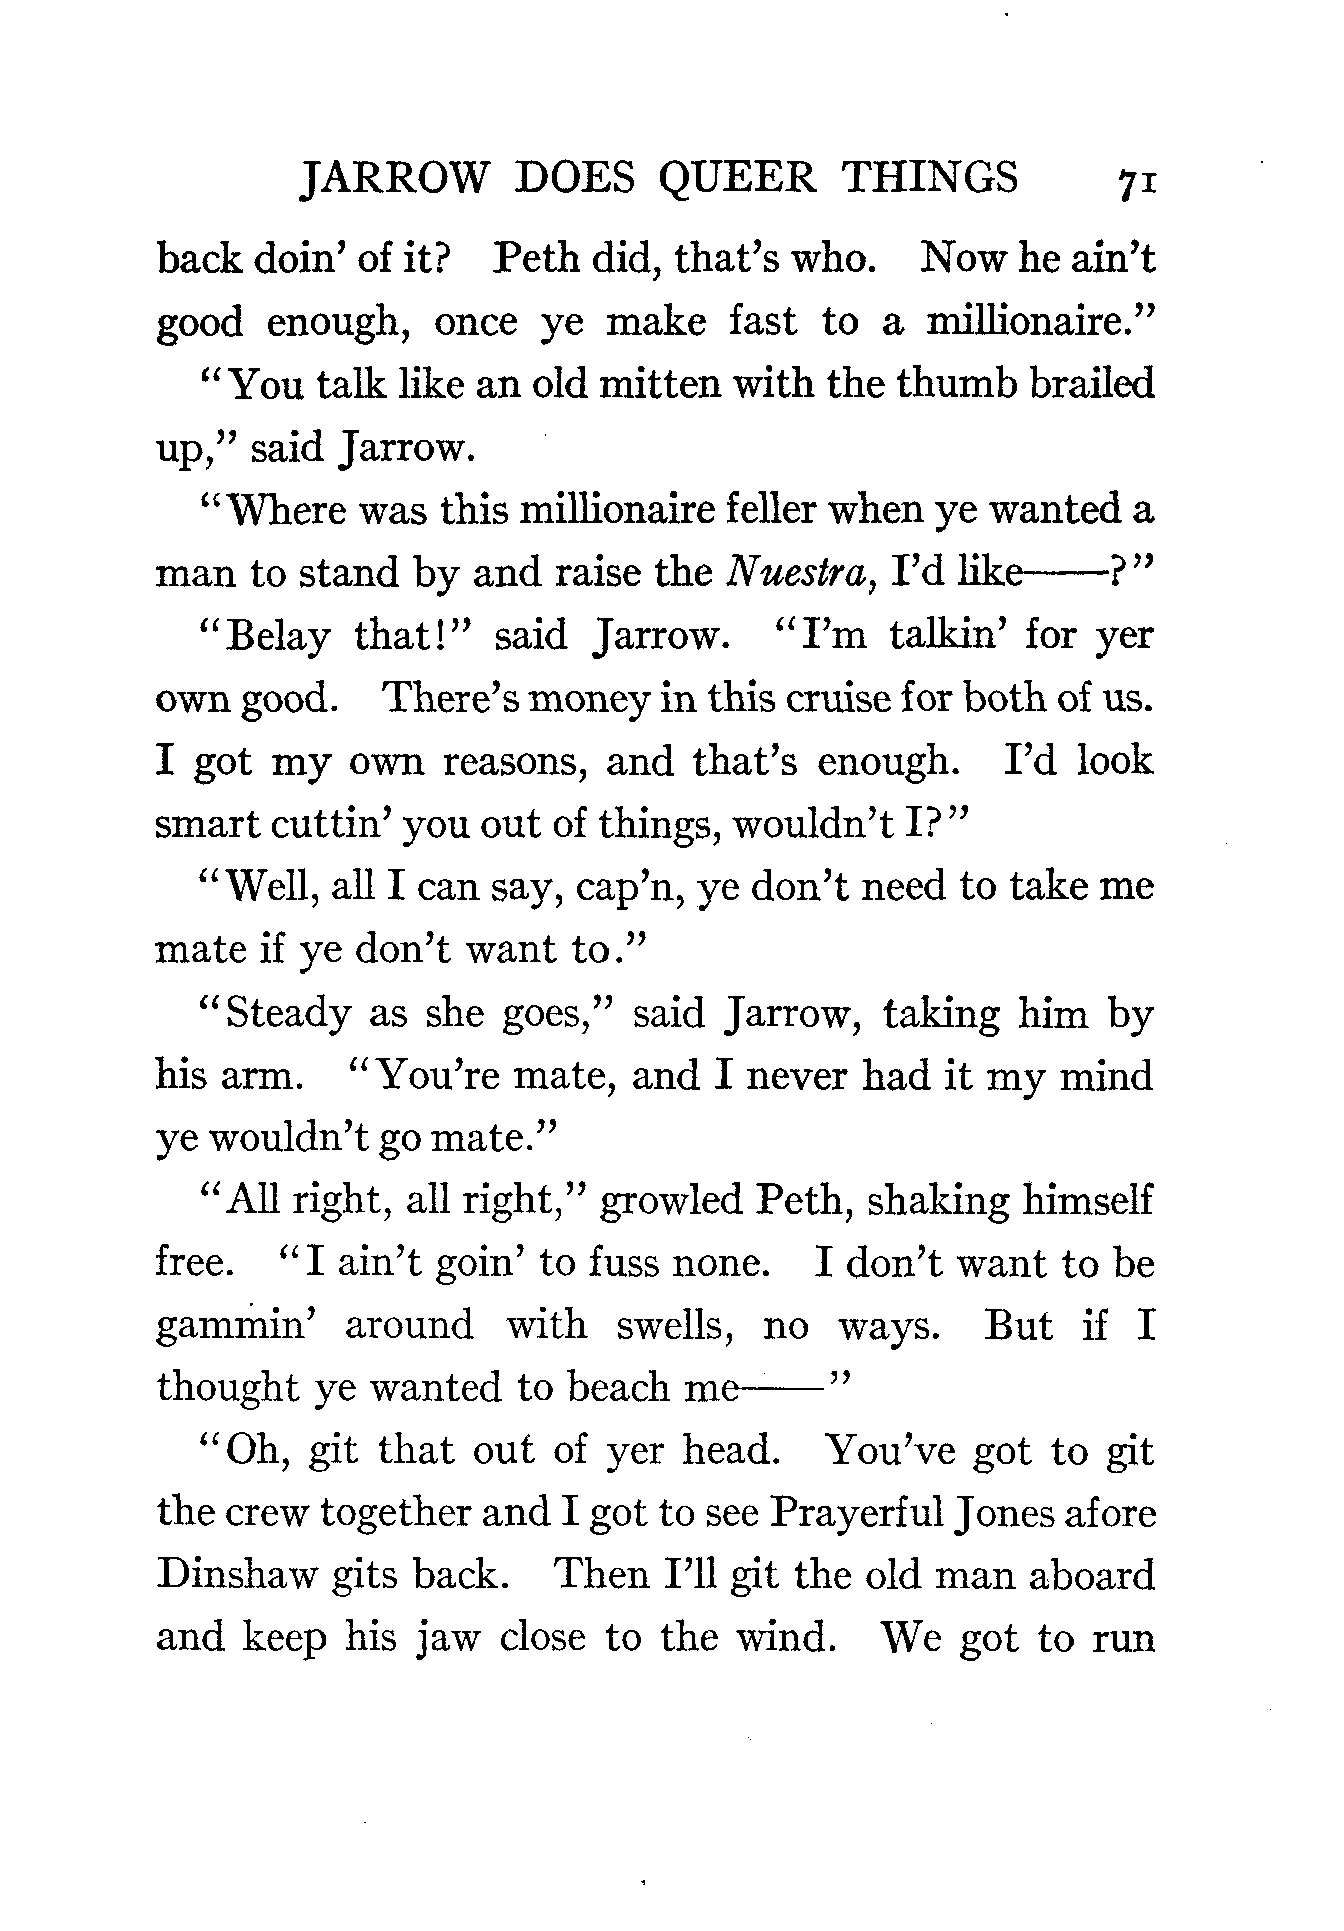 JARROW DOES QUEER THINGS 71
back doin' of it? Peth did, that's who. Now he ain't
good enough, once ye make fast to a millionaire."
"You talk like an old mitten with the thumb brailed
up," said Jarrow.
"Where was this millionaire feller when ye wanted a
man to stand by and raise the Nuestra, I'd like——?"
"Belay that!" said Jarrow. "I'm talkin' for yer
own good. There's money in this cruise for both of us.
I got my own reasons, and that's enough. I'd look
smart cuttin' you out of things, wouldn't I?"
"Well, all I can say, cap'n, ye don't need to take me
mate if ye don't want to."
"Steady as she goes," said Jarrow, taking him by
his arm. "You're mate, and I never had it my mind
ye wouldn't go mate."
"All right, all right," growled Peth, shaking himself
free. "I ain't goin' to fuss none. I don't want to be
gammin' around with swells, no ways. But if I
thought ye wanted to beach me——"
"Oh, git that out of yer head. You've got to git
the crew together and I got to see Prayerful Jones afore
Dinshaw gits back. Then I'll git the old man aboard
and keep his jaw close to the wind. We got to run